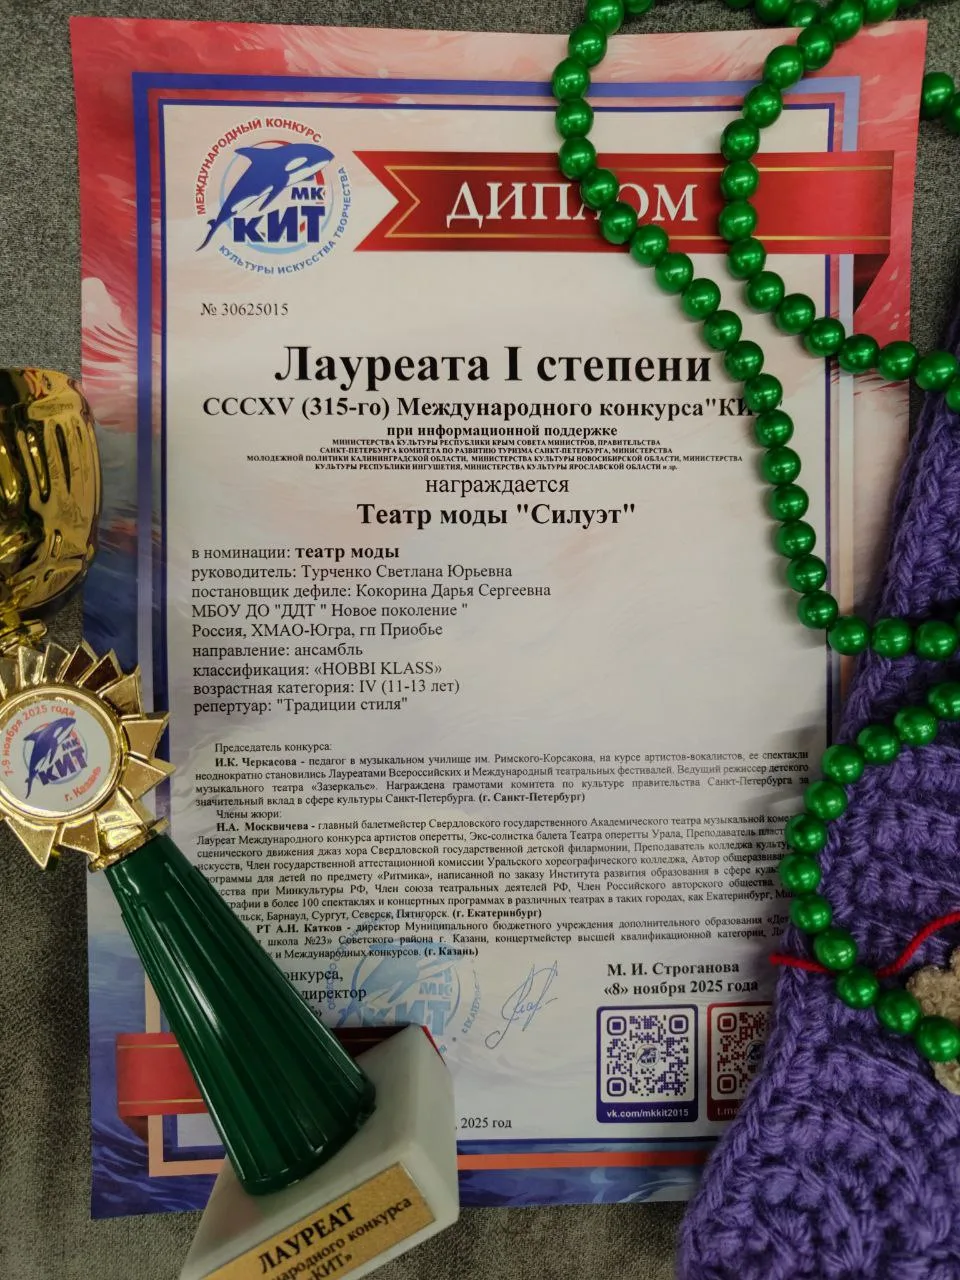 МЕЖДУНАРОДНЫЙ КОНКУРС
МК
КИТ
КУЛЬТУРЫ ИСКУССТВА ТВОРЧЕСТВА
ДИПЛОМ
№ 30625015
Лауреата I степени
CCCXV (315-го) Международного конкурса"КИ
при информационной поддержке
МИНИСТЕРСТВА КУЛЬТУРЫ РЕСПУБЛИКИ КРЫМ СОВЕТА МИНИСТРОВ, ПРАВИТЕЛЬСТВА
САНКТ-ПЕТЕРБУРГА КОМИТЕТА ПО РАЗВИТИЮ ТУРИЗМА САНКТ-ПЕТЕРБУРГА, МИНИСТЕРСТВА
МОЛОДЕЖНОЙ ПОЛИТИКИ КАЛИНИНГРАДСКОЙ ОБЛАСТИ, МИНИСТЕРСТВА КУЛЬТУРЫ НОВОСИБИРСКОЙ ОБЛАСТИ, МИНИСТЕРСТВА
КУЛЬТУРЫ РЕСПУБЛИКИ ИНГУШЕТИЯ, МИНИСТЕРСТВА КУЛЬТУРЫ ЯРОСЛАВСКОЙ ОБЛАСТИ и др.
награждается
Театр моды "Силуэт"
в номинации: театр моды
руководитель: Турченко Светлана Юрьевна
постановщик дефиле: Кокорина Дарья Сергеевна
МБОУ ДО "ДДТ " Новое поколение "
Россия, ХМАО-Югра, гп Приобье
направление: ансамбль
классификация: «HOBBI KLASS»
возрастная категория: IV (11-13 лет)
репертуар: "Традиции стиля"
Председатель конкурса:
И.К. Черкасова - педагог в музыкальном училище им. Римского-Корсакова, на курсе артистов-вокалистов, ее спектакли
неоднократно становились Лауреатами Всероссийских и Международный театральных фестивалей. Ведущий режиссер детского
музыкального театра «Зазеркалье». Награждена грамотами комитета по культуре правительства Санкт-Петербурга за
значительный вклад в сфере культуры Санкт-Петербурга. (г. Санкт-Петербург)
Члены жюри:
Н.А. Москвичева - главный балетмейстер Свердловского государственного Академического театра музыкальной
Лауреат Международного конкурса артистов оперетты, Экс-солистка балета Театра оперетты Урала, Преподаватель
сценического движения джаз хора Свердловской государственной детской филармонии, Преподаватель колледжа
искусств, Член государственной аттестационной комиссии Уральского хореографического колледжа, Автор
программы для детей по предмету «Ритмика», написанной по заказу Института развития образования в сфере
при Минкультуры РФ, Член союза театральных деятелей РФ, Член Российского авторского общества.
в более 100 спектаклях и концертных программах в различных театрах в таких городах, как Екатеринбург,
Барнаул, Сургут, Северск, Пятигорск. (г. Екатеринбург)
РТ А.Н. Катков - директор Муниципального бюджетного учреждения дополнительного образования
школа №23» Советского района г. Казани, концертмейстер высшей квалификационной категории,
и Международных конкурсов. (г. Казань)
онкурса,
директор
М. И. Строганова
«8» ноября 2025 года
МК
КИТ
vk.com/mkkit2015
t.me
, 2025 год
7-9 ноября 2025 года
МК
КИТ
г. Казань
ЛАУРЕАТ
народного конкурса
«КИТ»